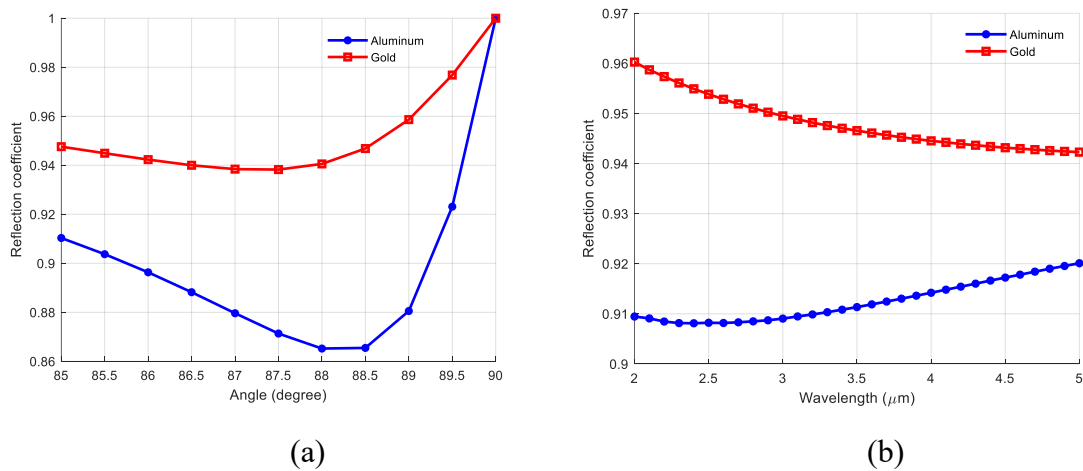 1
0.98
0.96
0.94
0.92
0.9
0.88
0.86
Reflection coefficient
Aluminum
Gold
85 85.5 86 86.5 87 87.5 88 88.5 89 89.5 90
Angle (degree)
(a)
0.97
0.96
0.95
0.94
0.93
0.92
0.91
0.9
Reflection coefficient
Aluminum
Gold
2 2.5 3 3.5 4 4.5 5
Wavelength (μm)
(b)